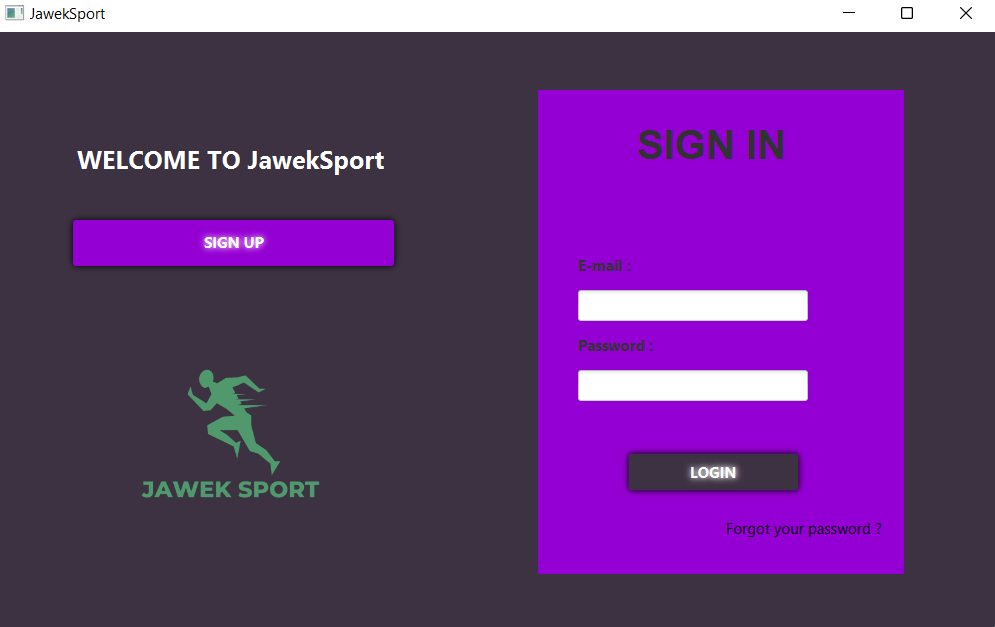 JawekSport
WELCOME TO JawekSport
SIGN UP
JAWEK SPORT
SIGN IN
E-mail :
Password :
LOGIN
Forgot your password ?